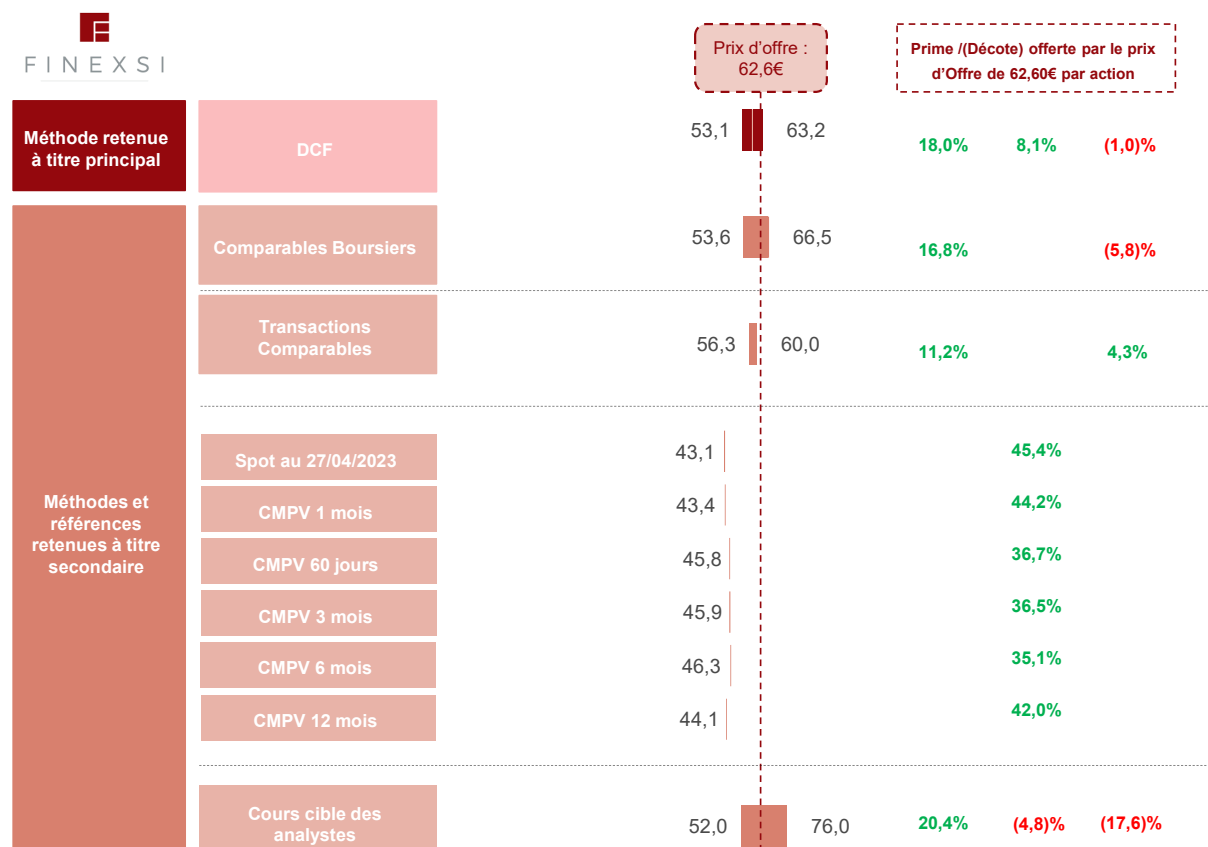 FINEXSI
Prix d'offre :
62,6€
Prime /(Décote) offerte par le prix
d'Offre de 62,60€ par action
Méthode retenue
à titre principal
DCF
53,1 63,2 18,0% 8,1% (1,0)%
Comparables Boursiers
53,6 66,5 16,8% (5,8)%
Transactions
Comparables
56,3 60,0 11,2% 4,3%
Méthodes et
références
retenues à titre
secondaire
Spot au 27/04/2023 43,1 45,4%
CMPV 1 mois 43,4 44,2%
CMPV 60 jours 45,8 36,7%
CMPV 3 mois 45,9 36,5%
CMPV 6 mois 46,3 35,1%
CMPV 12 mois 44,1 42,0%
Cours cible des
analystes
52,0 76,0 20,4% (4,8)% (17,6)%